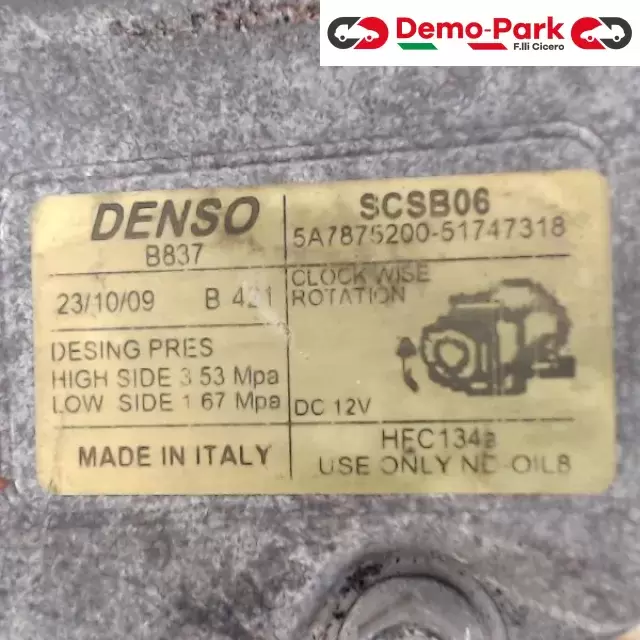 Demo-Park
F.lli Cicero
DENSO
B837
SCSB06
5A7875200-51747318
23/10/09 B 421
CLOCK WISE
ROTATION
DESING PRES
HIGH SIDE 3 53 Mpa
LOW SIDE 1 67 Mpa
DC 12V
MADE IN ITALY
HFC134a
USE ONLY ND-OIL8